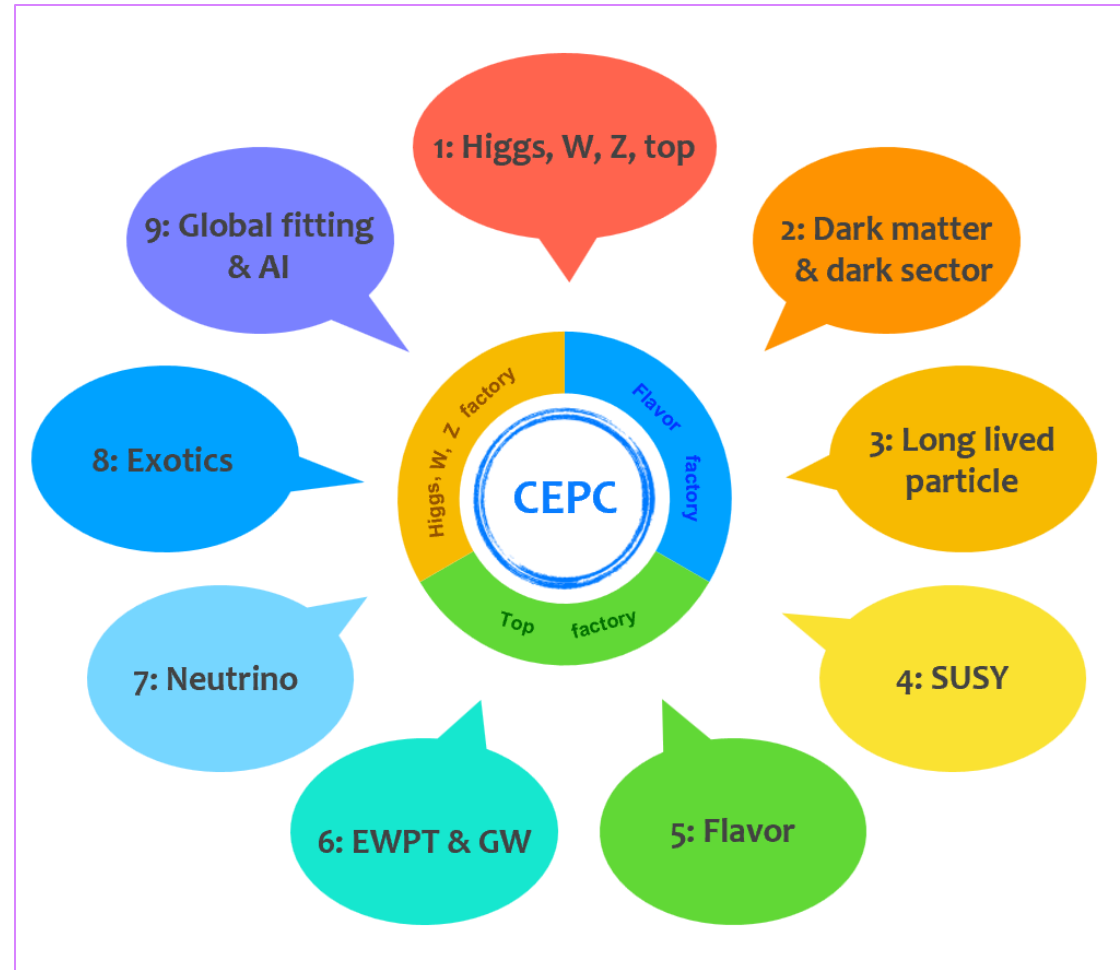 1: Higgs, W, Z, top
2: Dark matter
& dark sector
3: Long lived
particle
4: SUSY
5: Flavor
6: EWPT & GW
7: Neutrino
8: Exotics
9: Global fitting
& AI
Higgs, W, Z factory
Flavor factory
Top factory
CEPC